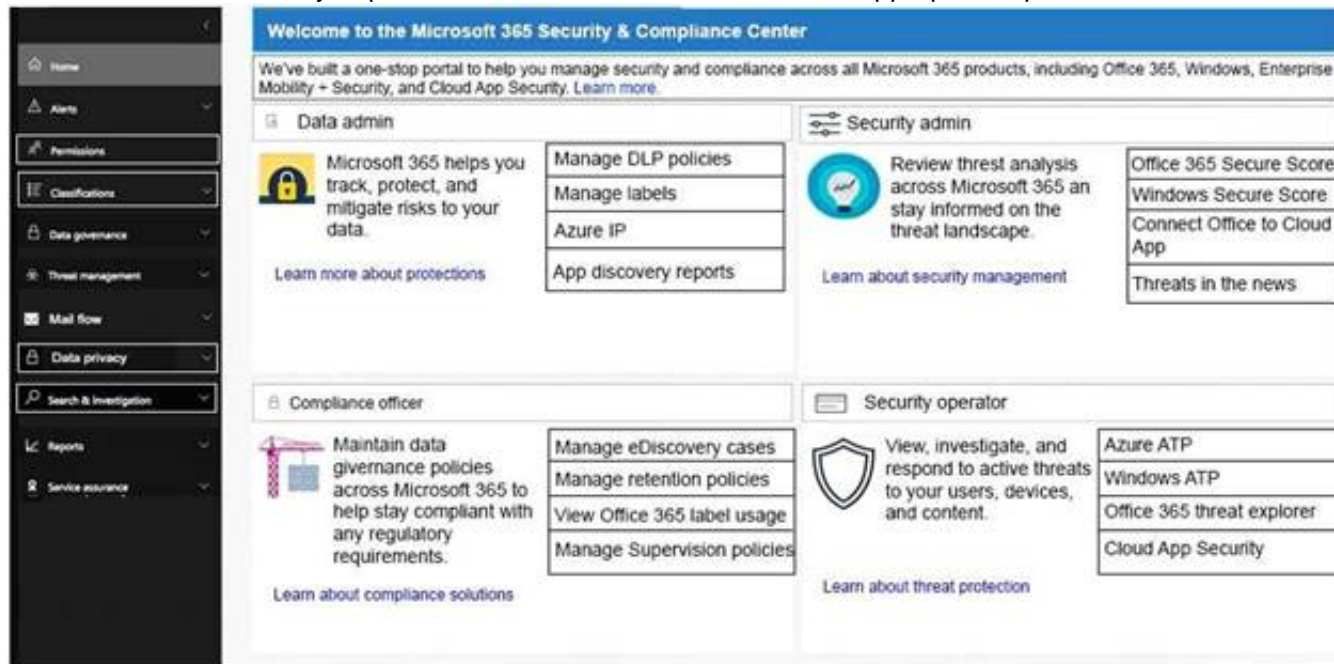 Home
Alerts
Permissions
Classifications
Data governance
Threat management
Mail flow
Data privacy
Search & investigation
Reports
Service assurance
Welcome to the Microsoft 365 Security & Compliance Center
We've built a one-stop portal to help you manage security and compliance across all Microsoft 365 products, including Office 365, Windows, Enterprise
Mobility + Security, and Cloud App Security. Learn more.
Data admin
Microsoft 365 helps you
track, protect, and
mitigate risks to your
data.
Learn more about protections
Manage DLP policies
Manage labels
Azure IP
App discovery reports
Security admin
Review threst analysis
across Microsoft 365 an
stay informed on the
threat landscape.
Learn about security management
Office 365 Secure Score
Windows Secure Score
Connect Office to Cloud
App
Threats in the news
Compliance officer
Maintain data
governance policies
across Microsoft 365 to
help stay compliant with
any regulatory
requirements.
Learn about compliance solutions
Manage eDiscovery cases
Manage retention policies
View Office 365 label usage
Manage Supervision policies
Security operator
View, investigate, and
respond to active threats
to your users, devices,
and content.
Learn about threat protection
Azure ATP
Windows ATP
Office 365 threat explorer
Cloud App Security